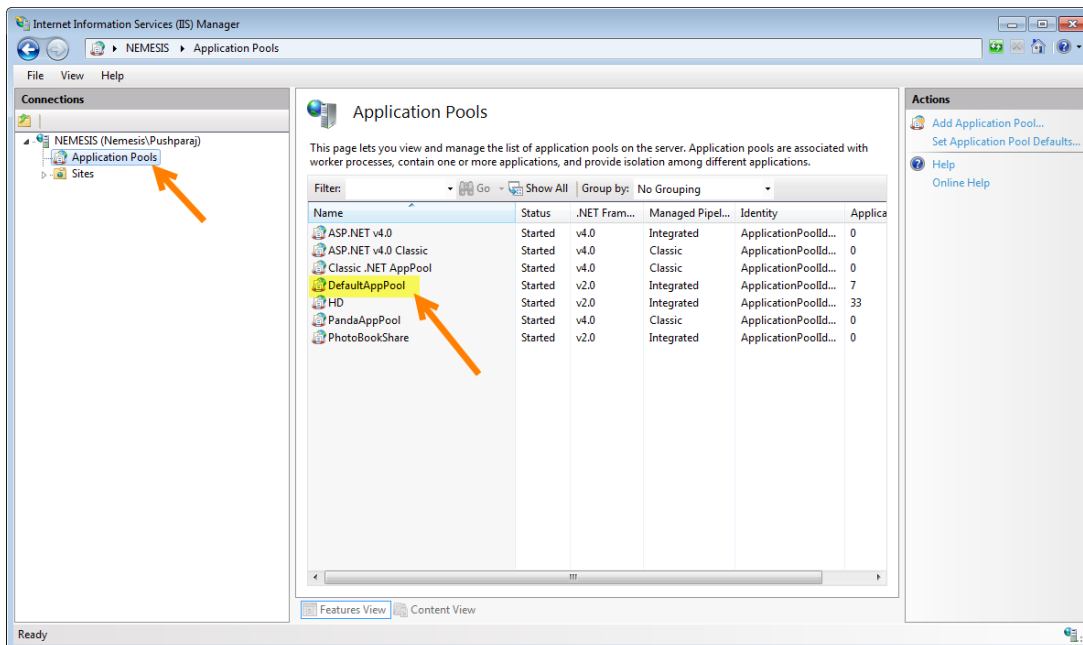 Internet Information Services (IIS) Manager
NEMESIS Application Pools
File View Help
Connections
NEMESIS (Nemesis\Pushparaj)
Application Pools
Sites
Application Pools
This page lets you view and manage the list of application pools on the server. Application pools are associated with
worker processes, contain one or more applications, and provide isolation among different applications.
Filter: Go Show All Group by: No Grouping
Name Status .NET Fram... Managed Pipel... Identity Applica
ASP.NET v4.0 Started v4.0 Integrated ApplicationPoolId... 0
ASP.NET v4.0 Classic Started v4.0 Classic ApplicationPoolId... 0
Classic .NET AppPool Started v4.0 Classic ApplicationPoolId... 0
DefaultAppPool Started v2.0 Integrated ApplicationPoolId... 7
HD Started v2.0 Integrated ApplicationPoolId... 33
PandaAppPool Started v4.0 Classic ApplicationPoolId... 0
PhotoBookShare Started v2.0 Integrated ApplicationPoolId... 0
Features View Content View
Actions
Add Application Pool...
Set Application Pool Defaults...
Help
Online Help
Ready